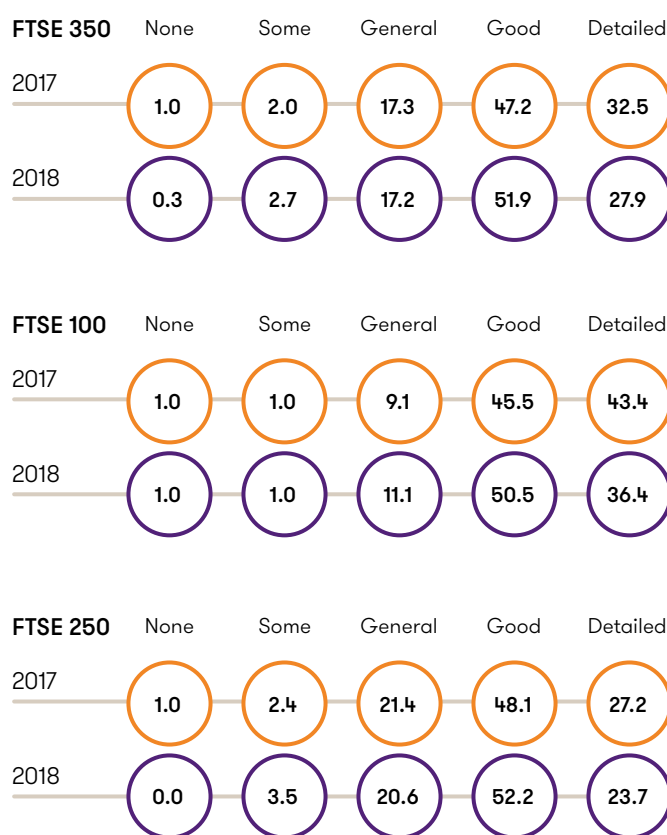 FTSE 350 None Some General Good Detailed
2017 1.0 2.0 17.3 47.2 32.5
2018 0.3 2.7 17.2 51.9 27.9
FTSE 100 None Some General Good Detailed
2017 1.0 1.0 9.1 45.5 43.4
2018 1.0 1.0 11.1 50.5 36.4
FTSE 250 None Some General Good Detailed
2017 1.0 2.4 21.4 48.1 27.2
2018 0.0 3.5 20.6 52.2 23.7